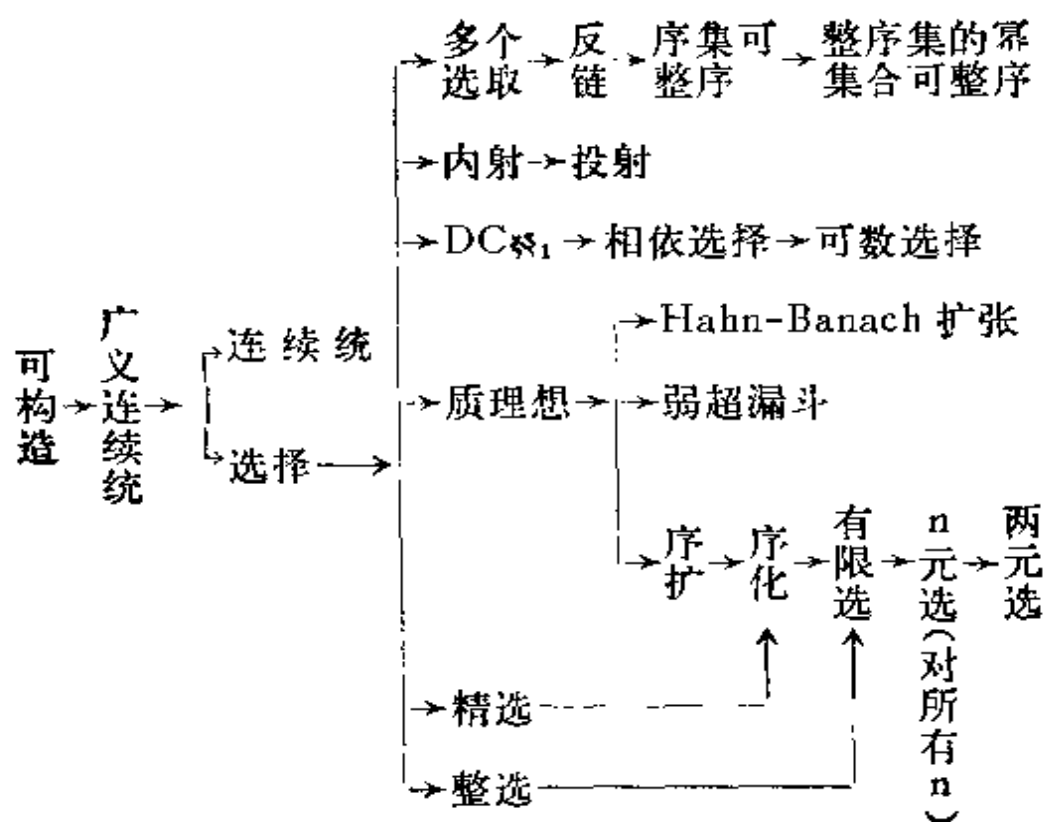 多个选取→反链→序集可整序→整序集的幂集合可整序
→内射→投射
→DCℵ₁→相依选择→可数选择
→Hahn-Banach 扩张
可构造→广义连续统→
→连续统
→质理想→
→弱超漏斗
→选择→
→序扩→序化→有限选→n元选(对所有n)→两元选
→精选
→整选